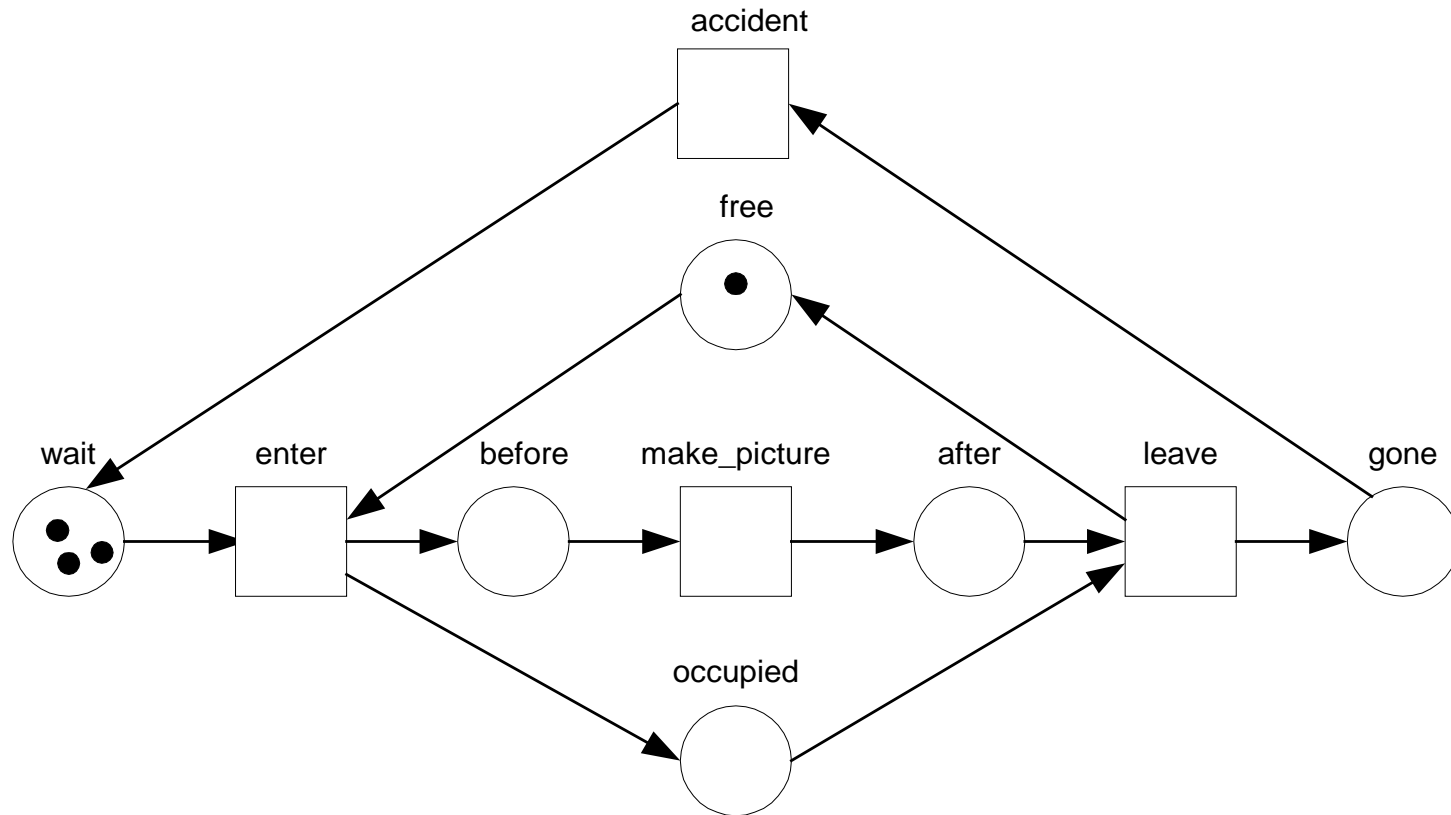 accident
free
wait
enter
before
make_picture
after
leave
gone
occupied